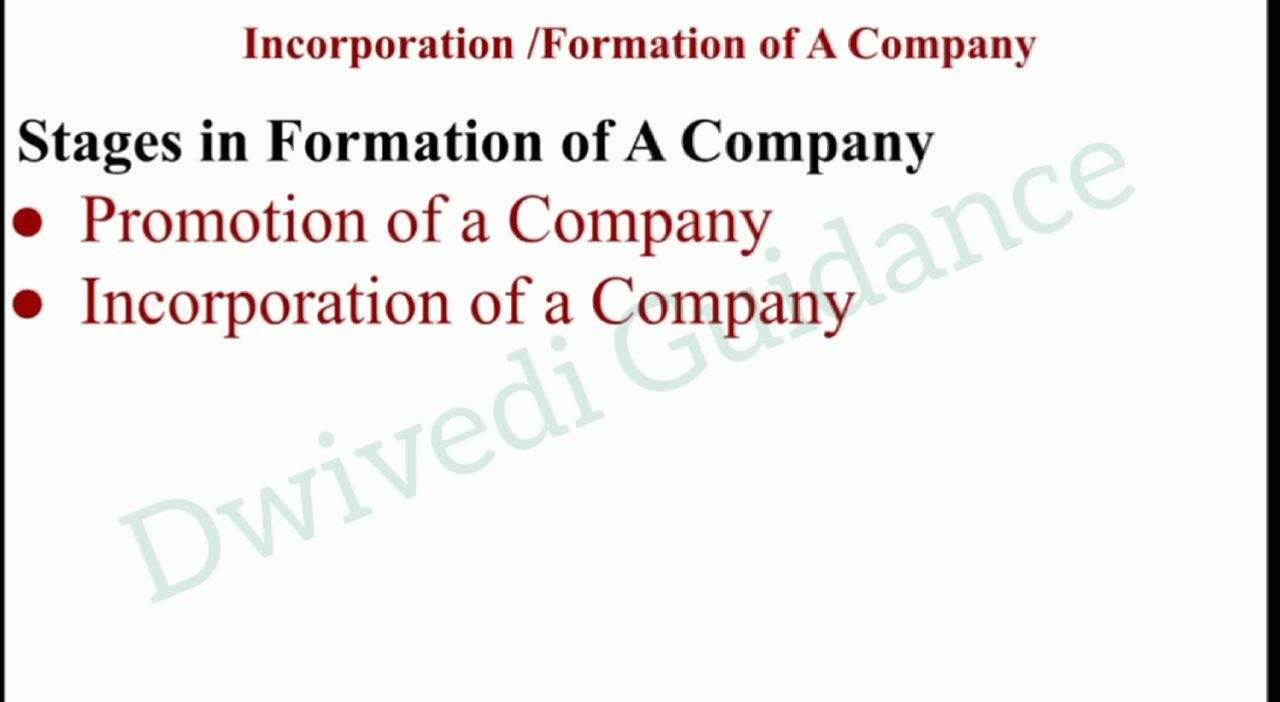 Incorporation /Formation of A Company
Stages in Formation of A Company
● Promotion of a Company
● Incorporation of a Company
Dwivedi Guidance